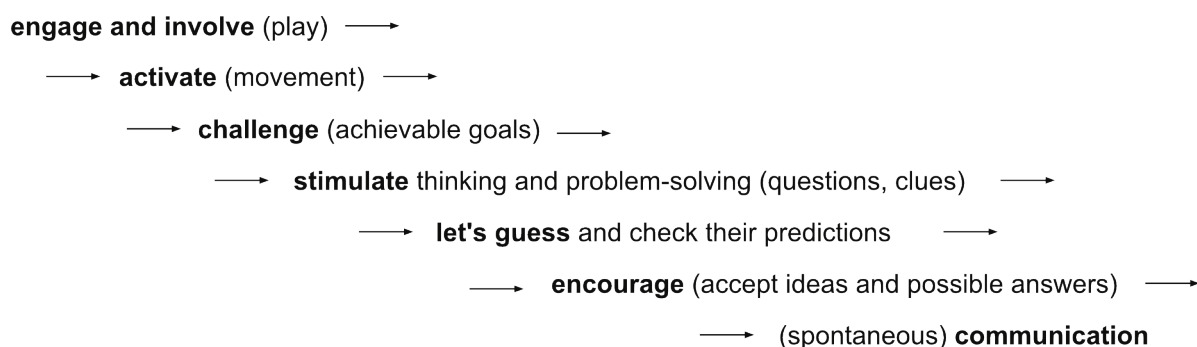 engage and involve (play)
activate (movement)
challenge (achievable goals)
stimulate thinking and problem-solving (questions, clues)
let's guess and check their predictions
encourage (accept ideas and possible answers)
(spontaneous) communication